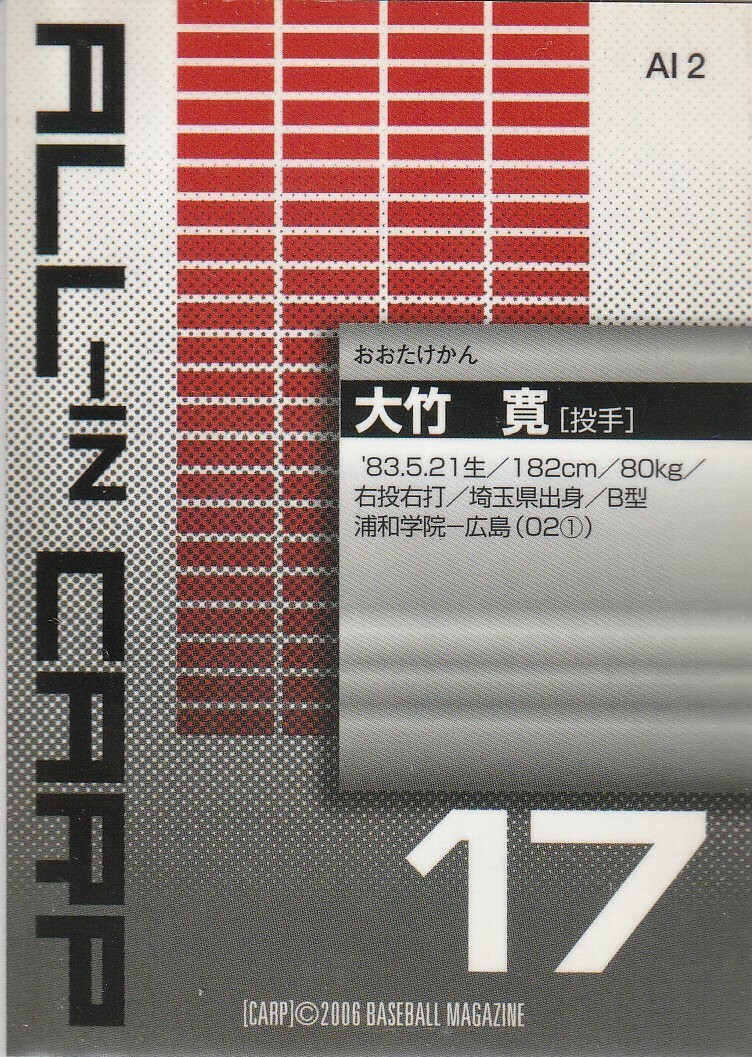 ALL-IN CARP
AI 2
おおたけかん
大竹 寛[投手]
'83.5.21生／182cm／80kg／
右投右打／埼玉県出身／B型
浦和学院－広島(02①)
17
[CARP]©2006 BASEBALL MAGAZINE